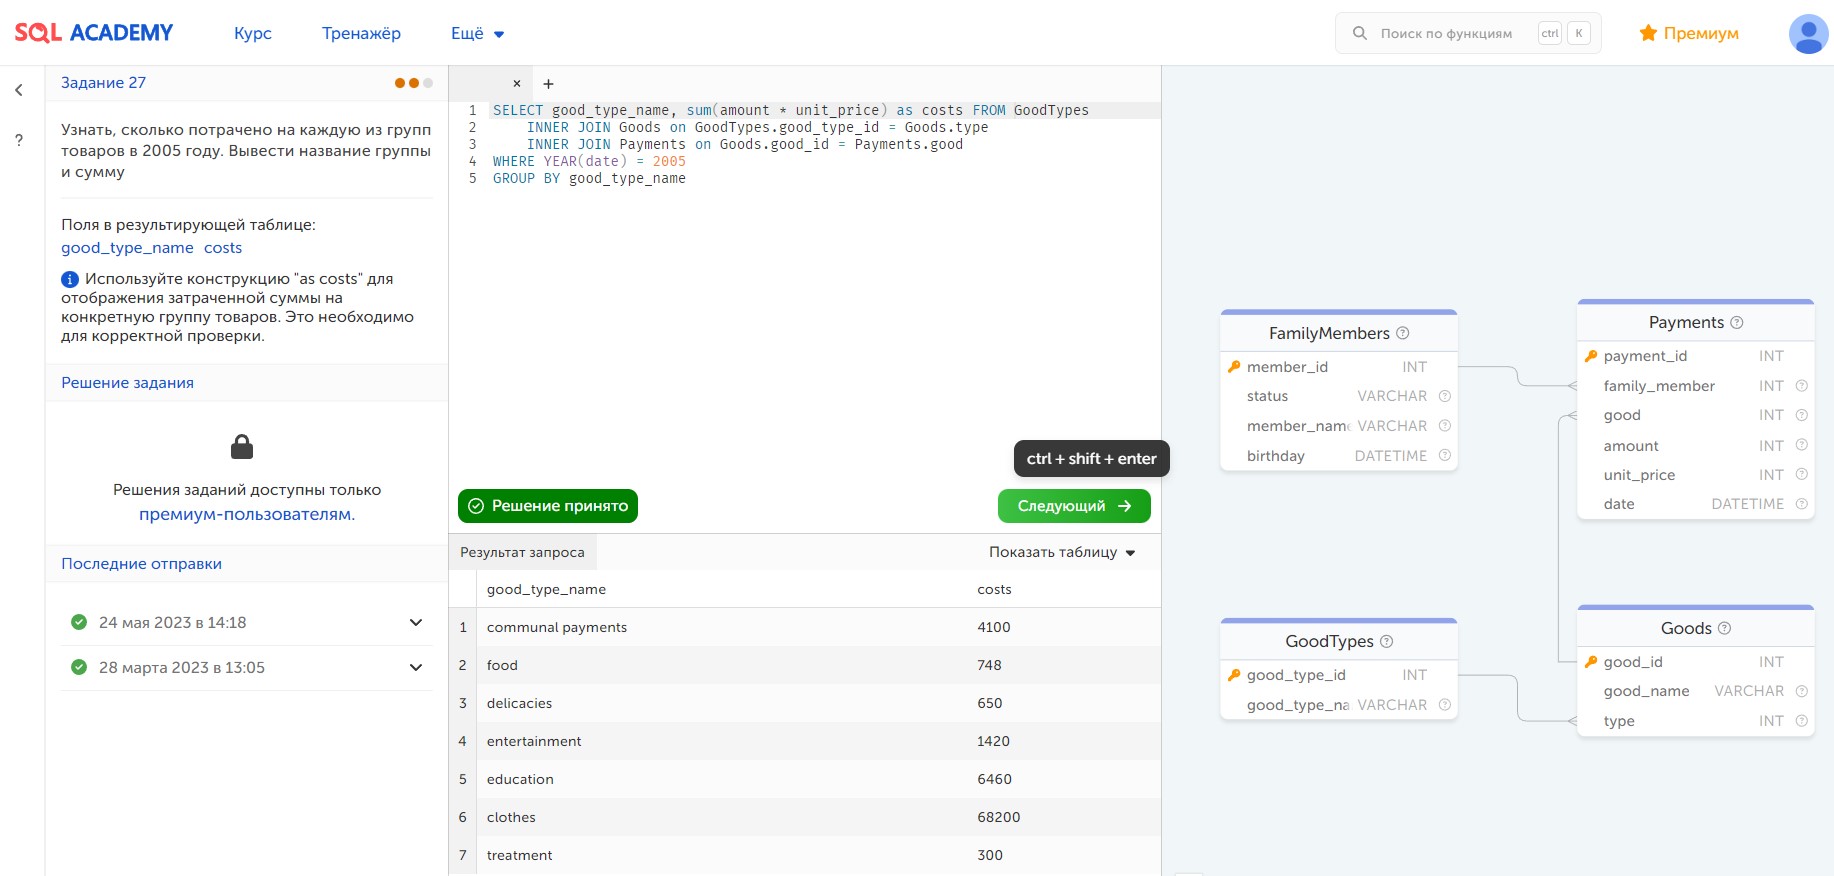 SQL ACADEMY
Курс
Тренажёр
Ещё
Поиск по функциям
ctrl
K
Премиум
Задание 27
Узнать, сколько потрачено на каждую из групп
товаров в 2005 году. Вывести название группы
и сумму
Поля в результирующей таблице:
good_type_name costs
Используйте конструкцию "as costs" для
отображения затраченной суммы на
конкретную группу товаров. Это необходимо
для корректной проверки.
Решение задания
Решения заданий доступны только
премиум-пользователям.
Последние отправки
24 мая 2023 в 14:18
28 марта 2023 в 13:05
1 SELECT good_type_name, sum(amount * unit_price) as costs FROM GoodTypes
2 INNER JOIN Goods on GoodTypes.good_type_id = Goods.type
3 INNER JOIN Payments on Goods.good_id = Payments.good
4 WHERE YEAR(date) = 2005
5 GROUP BY good_type_name
ctrl + shift + enter
Решение принято
Следующий
Результат запроса
Показать таблицу
good_type_name costs
1 communal payments 4100
2 food 748
3 delicacies 650
4 entertainment 1420
5 education 6460
6 clothes 68200
7 treatment 300
FamilyMembers
member_id INT
status VARCHAR
member_name VARCHAR
birthday DATETIME
Payments
payment_id INT
family_member INT
good INT
amount INT
unit_price INT
date DATETIME
GoodTypes
good_type_id INT
good_type_na VARCHAR
Goods
good_id INT
good_name VARCHAR
type INT